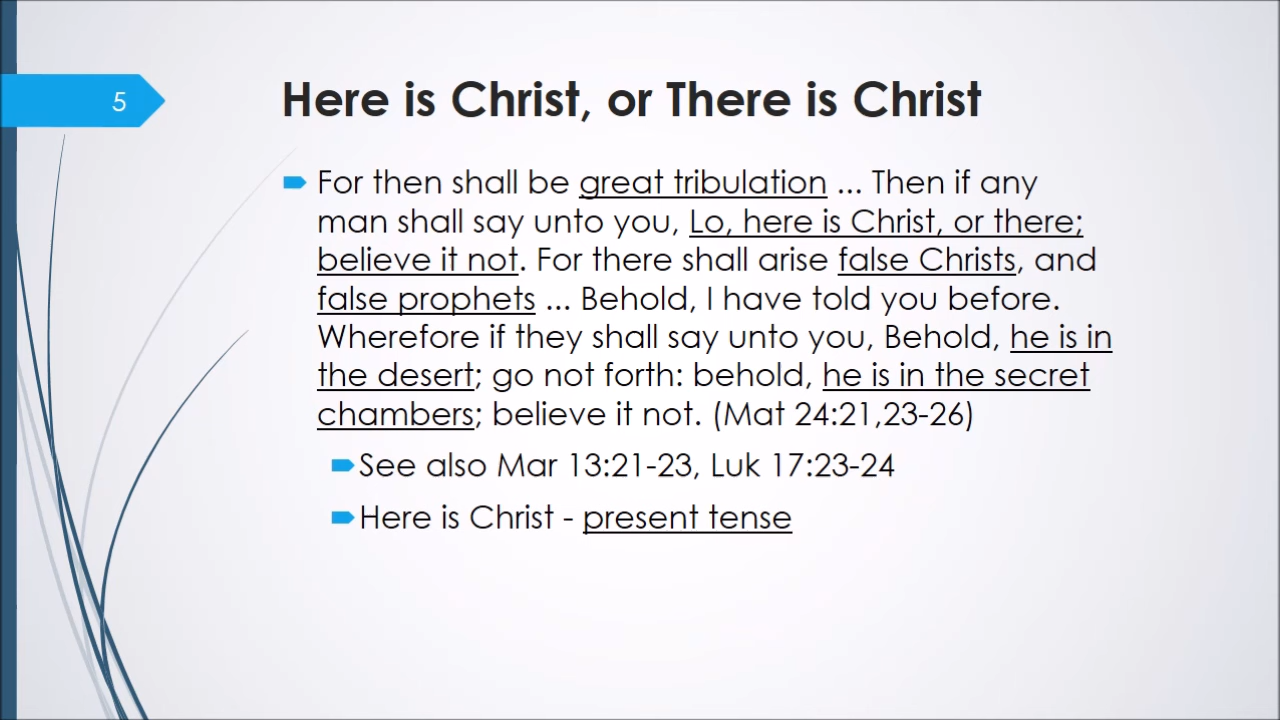 5
Here is Christ, or There is Christ
For then shall be great tribulation ... Then if any
man shall say unto you, Lo, here is Christ, or there;
believe it not. For there shall arise false Christs, and
false prophets ... Behold, I have told you before.
Wherefore if they shall say unto you, Behold, he is in
the desert; go not forth: behold, he is in the secret
chambers; believe it not. (Mat 24:21,23-26)
See also Mar 13:21-23, Luk 17:23-24
Here is Christ - present tense